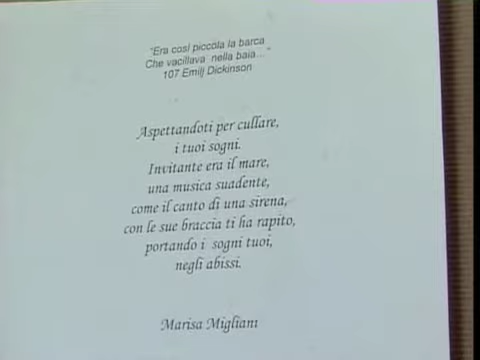 "Era così piccola la barca
Che vacillava nella baia..."
107 Emilj Dickinson
Aspettandoti per cullare,
i tuoi sogni.
Invitante era il mare,
una musica suadente,
come il canto di una sirena,
con le sue braccia ti ha rapito,
portando i sogni tuoi,
negli abissi.
Marisa Migliani